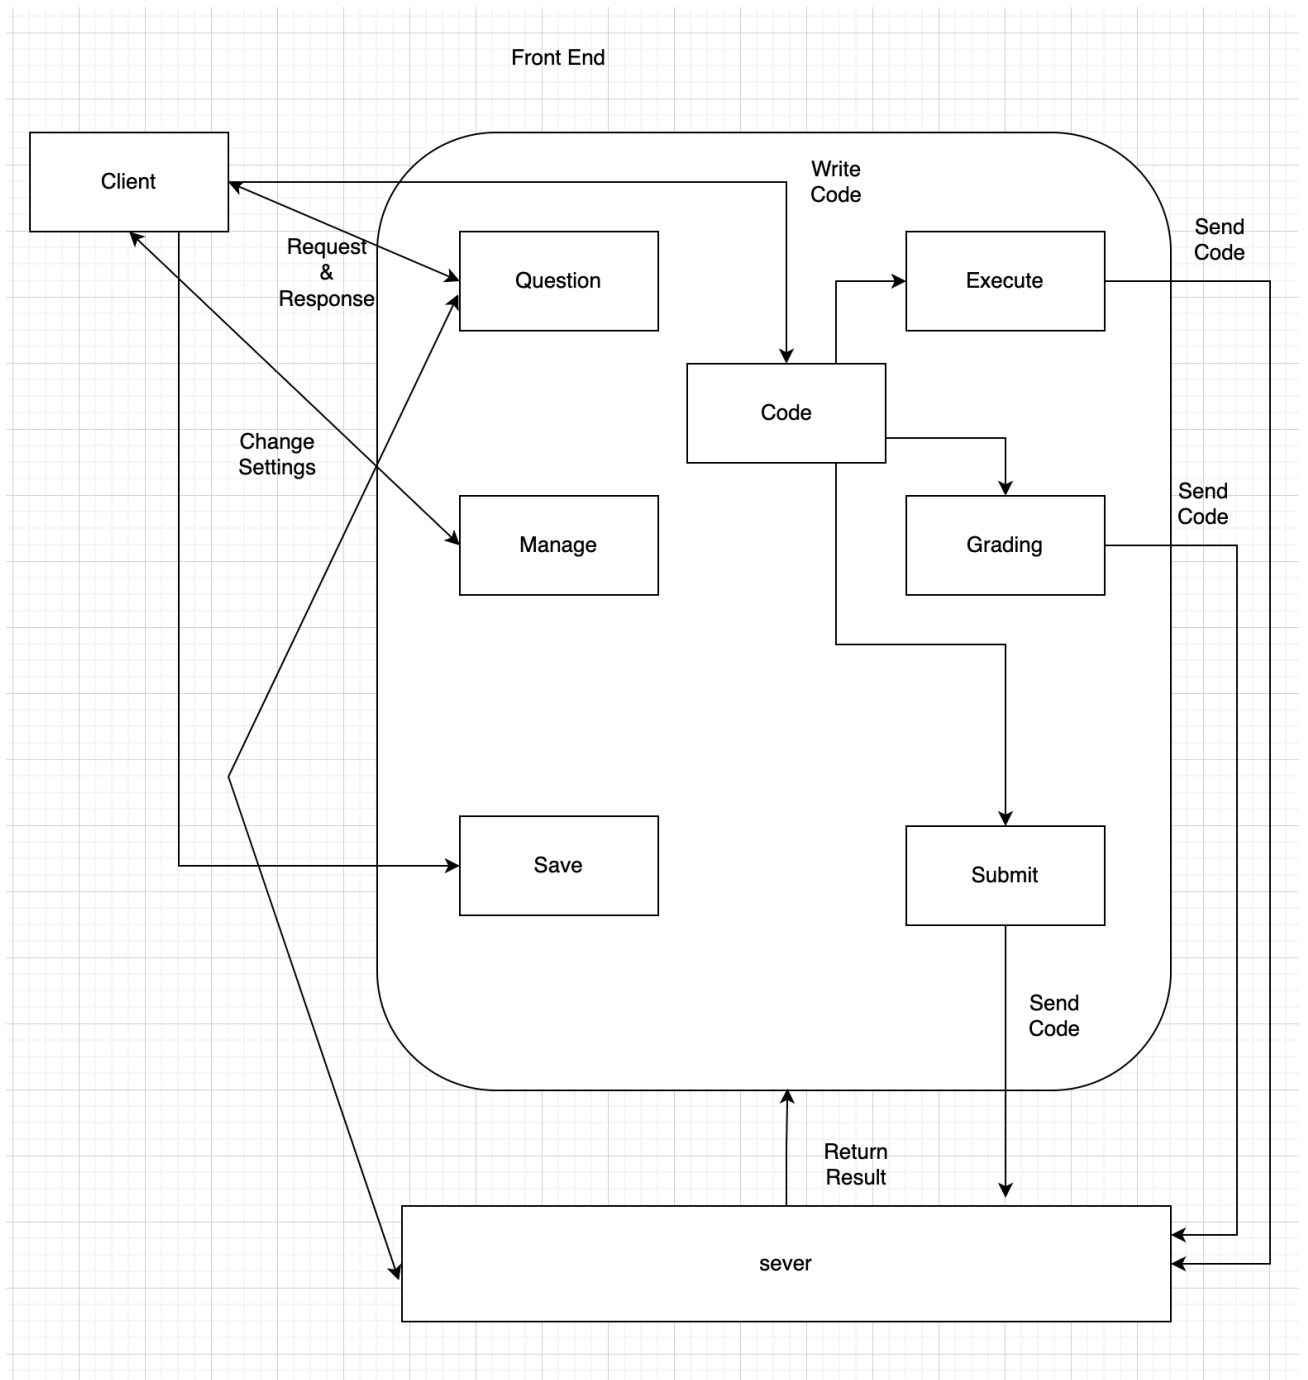 Front End
Client
Write
Code
Send
Code
Request
&
Response
Question
Execute
Code
Change
Settings
Send
Code
Manage
Grading
Save
Submit
Send
Code
Return
Result
sever